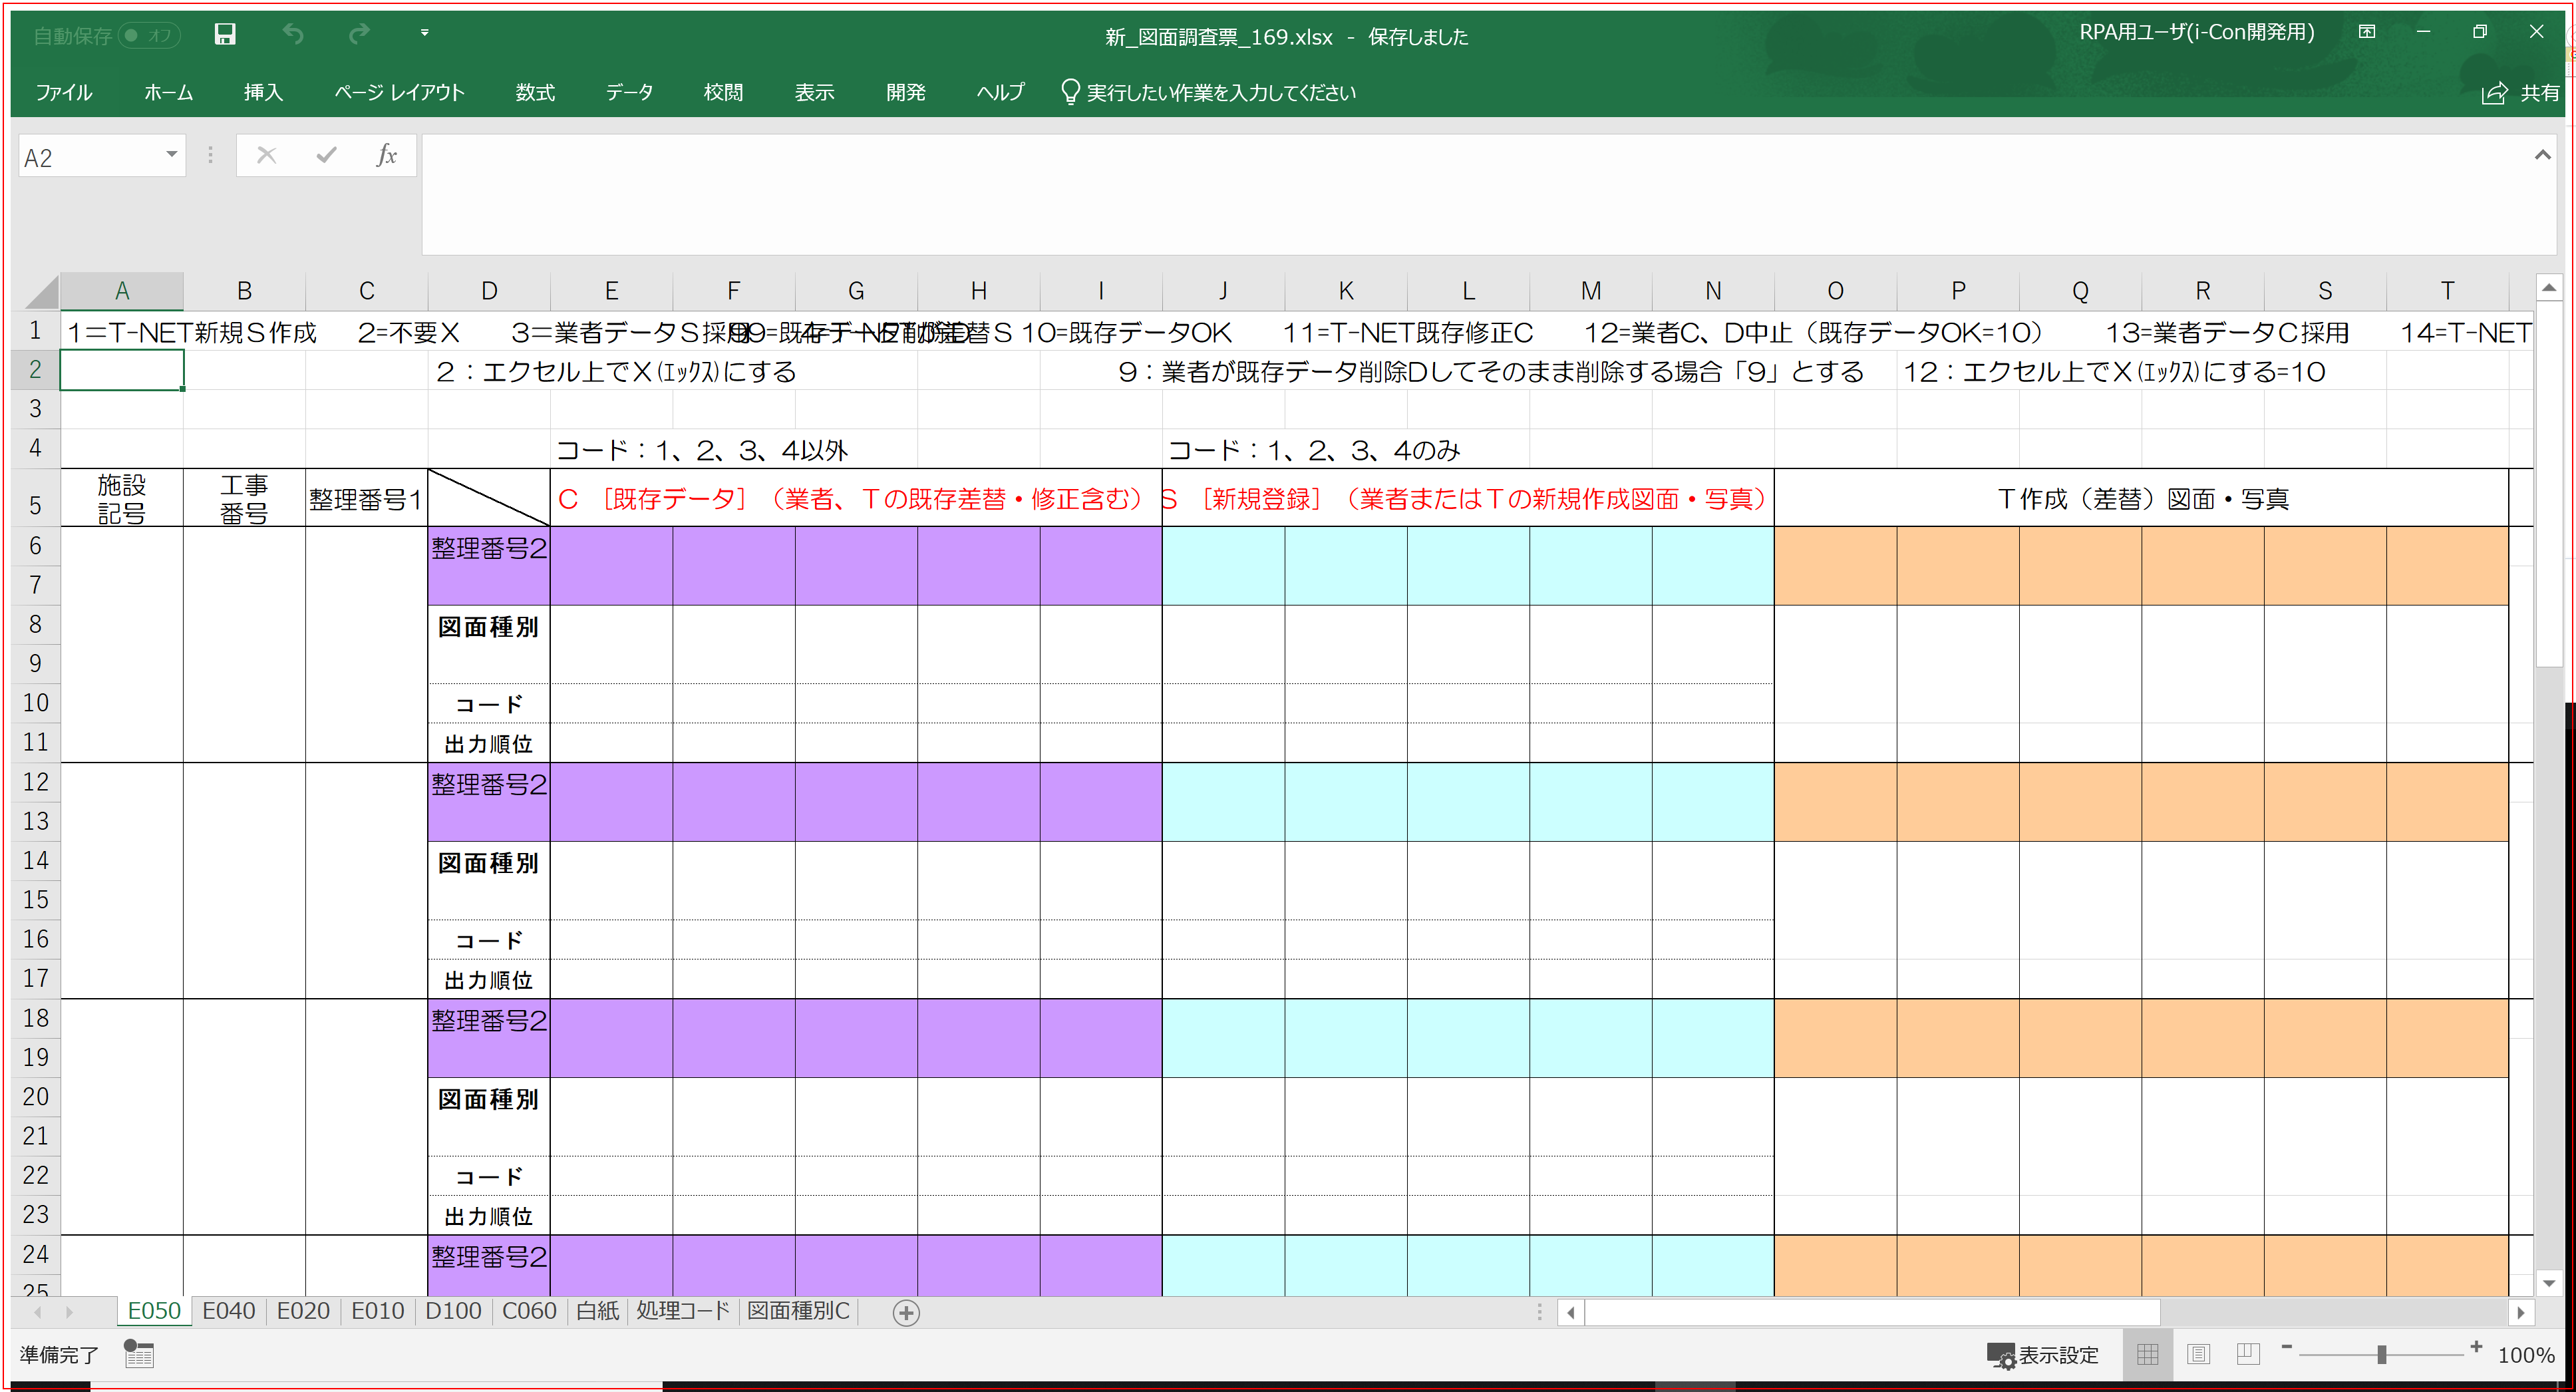 自動保存 オフ 新_図面調査票_169.xlsx - 保存しました RPA用ユーザ(i-Con開発用)
ファイル ホーム 挿入 ページ レイアウト 数式 データ 校閲 表示 開発 ヘルプ 実行したい作業を入力してください 共有
A2 fx
A B C D E F G H I J K L M N O P Q R S T
1 1＝T-NET新規Ｓ作成 2=不要Ｘ 3＝業者データＳ採用 10=既存データOK 11=T-NET既存修正C 12=業者C、D中止（既存データOK=10） 13=業者データＣ採用 14=T-NET
2 2：エクセル上でＸ(ｴｯｸｽ)にする 9：業者が既存データ削除Dしてそのまま削除する場合「9」とする 12：エクセル上でＸ(ｴｯｸｽ)にする=10
3
4 コード：1、2、3、4以外 コード：1、2、3、4のみ
5 施設記号 工事番号 整理番号1 C ［既存データ］（業者、Ｔの既存差替・修正含む） S ［新規登録］（業者またはＴの新規作成図面・写真） Ｔ作成（差替）図面・写真
6 整理番号2
7
8 図面種別
9
10 コード
11 出力順位
12 整理番号2
13
14 図面種別
15
16 コード
17 出力順位
18 整理番号2
19
20 図面種別
21
22 コード
23 出力順位
24 整理番号2
25
E050 E040 E020 E010 D100 C060 白紙 処理コード 図面種別C
準備完了 表示設定 100%